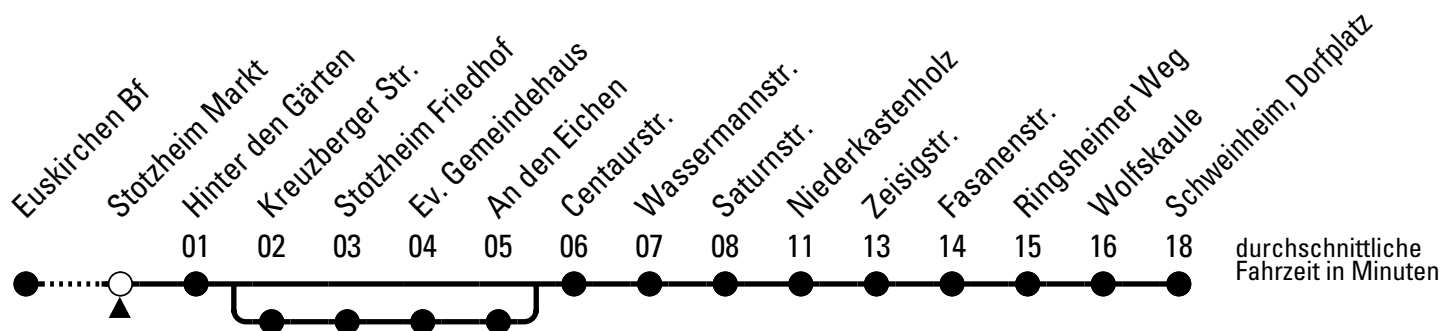 Euskirchen Bf
Stotzheim Markt
Hinter den Gärten
Kreuzberger Str.
Stotzheim Friedhof
Ev. Gemeindehaus
An den Eichen
Centaurstr.
Wassermannstr.
Saturnstr.
Niederkastenholz
Zeisigstr.
Fasanenstr.
Ringsheimer Weg
Wolfskaule
Schweinheim, Dorfplatz
01 02 03 04 05 06 07 08 11 13 14 15 16 18
durchschnittliche
Fahrzeit in Minuten